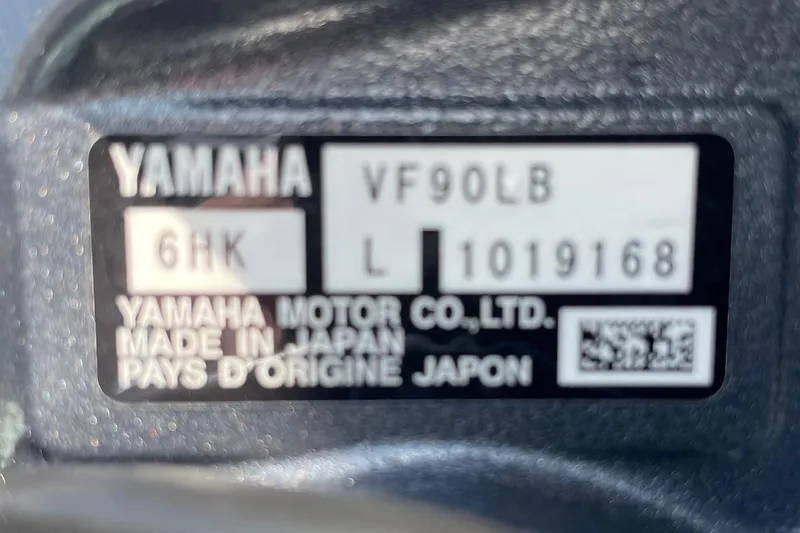 YAMAHA VF90LB
6HK L 1019168
YAMAHA MOTOR CO.,LTD.
MADE IN JAPAN
PAYS D'ORIGINE JAPON